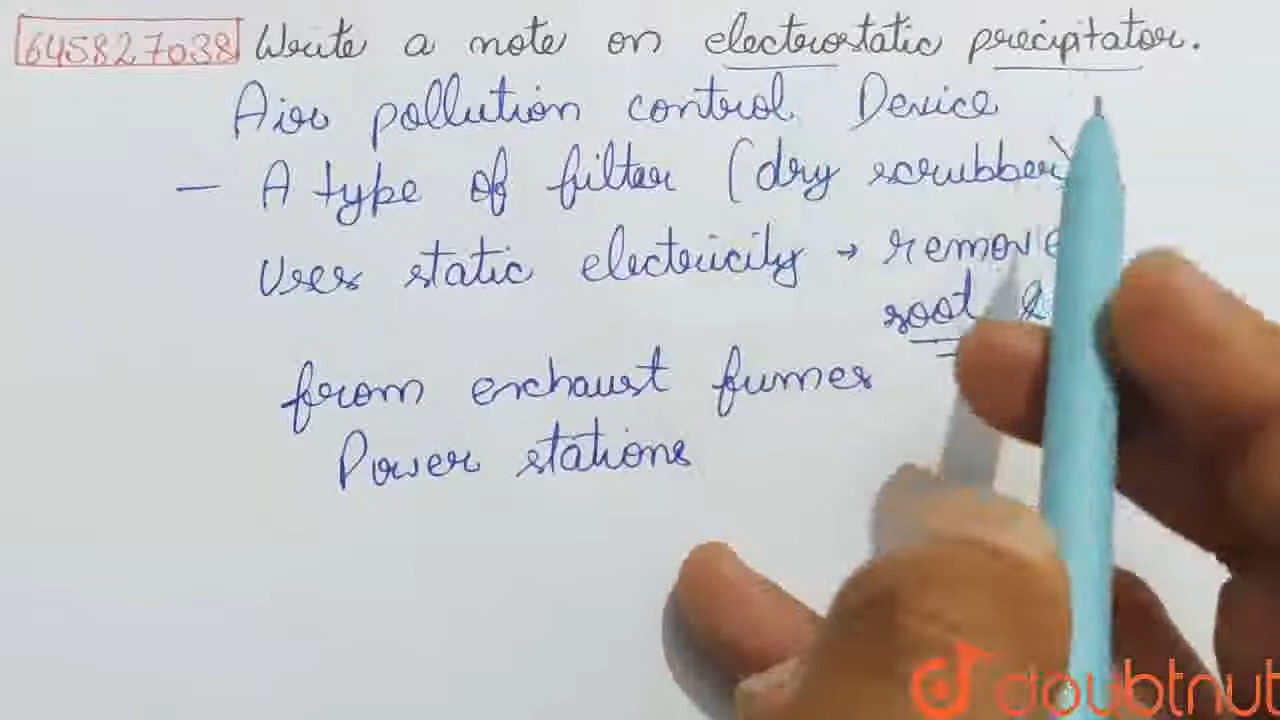 645827038 Write a note on electrostatic precipitator.
Air pollution control Device
- A type of filter (dry scrubber)
Uses static electricity → remove
soot &
from exhaust fumes
Power stations
doubtnut